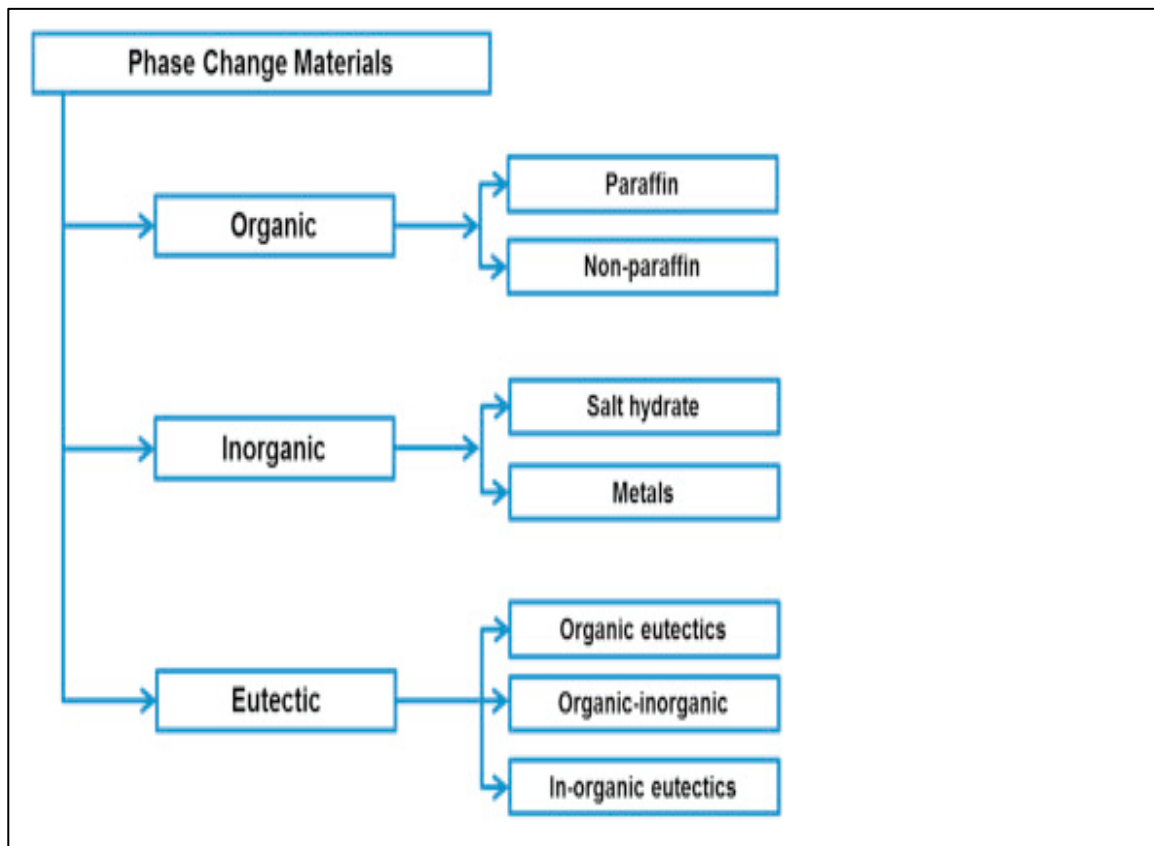 Phase Change Materials
Organic
Paraffin
Non-paraffin
Inorganic
Salt hydrate
Metals
Eutectic
Organic eutectics
Organic-inorganic
In-organic eutectics